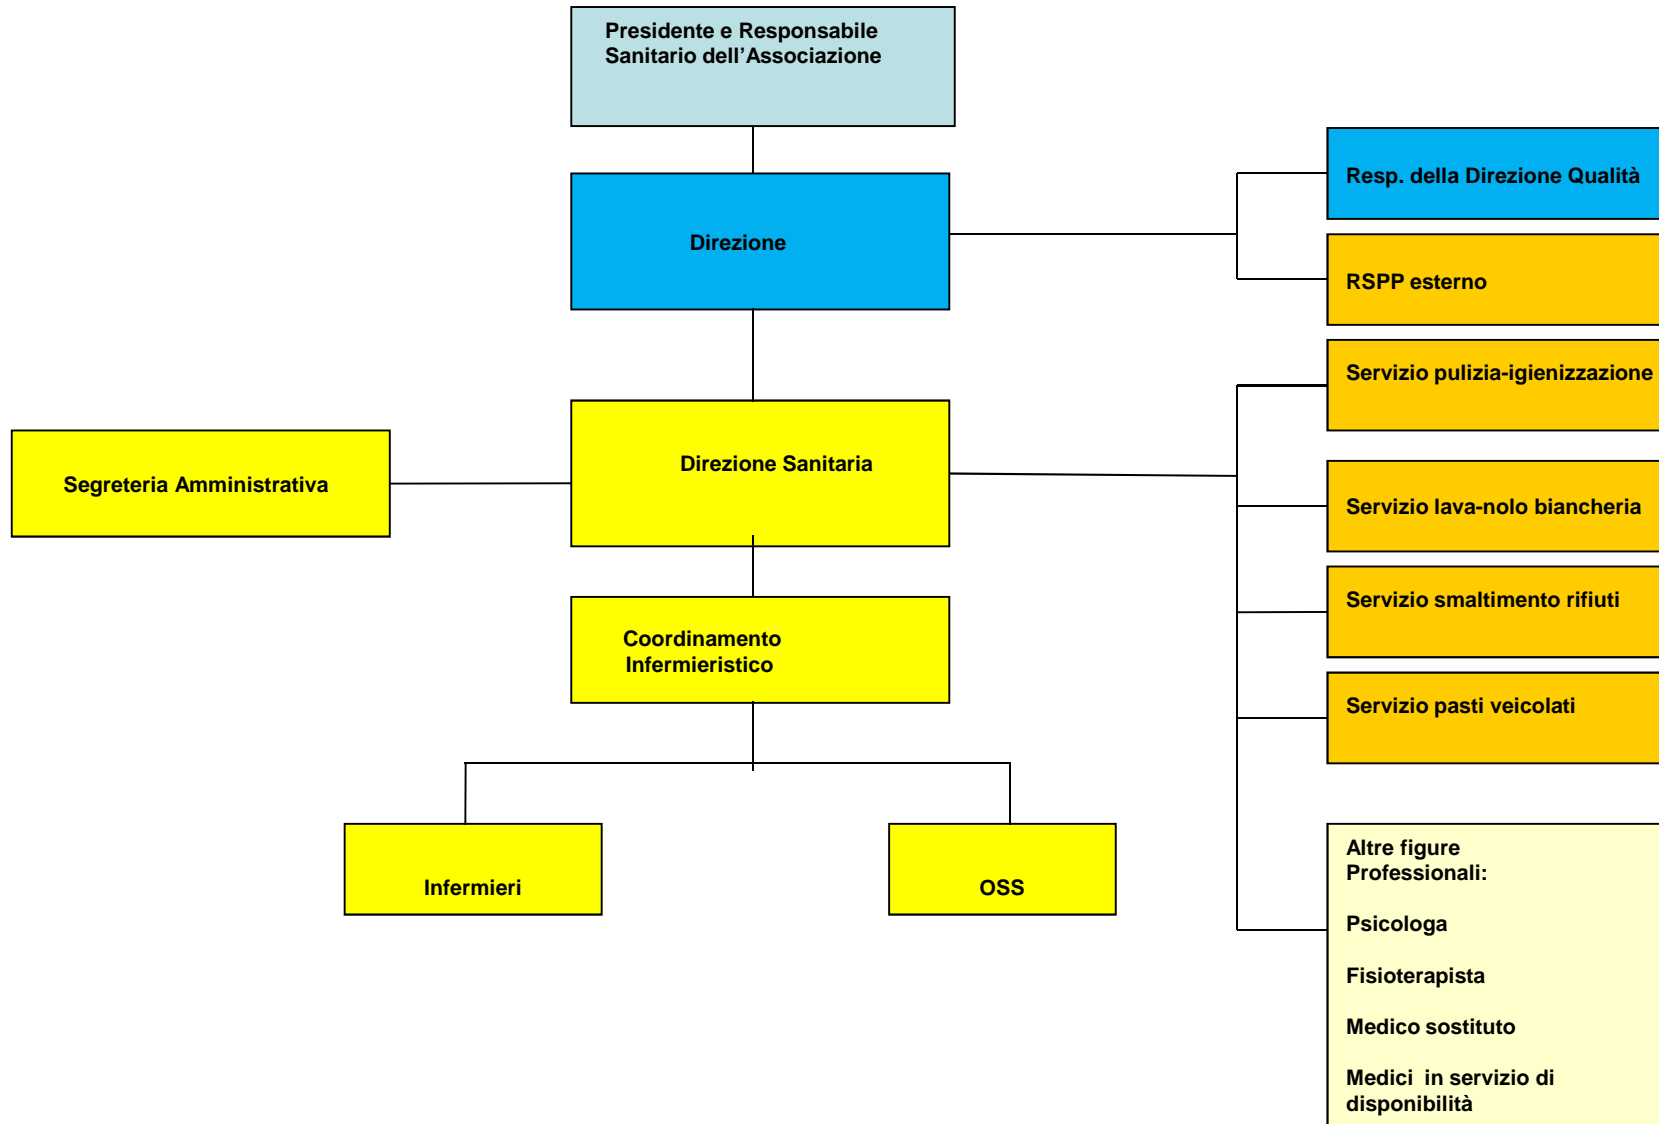 Presidente e Responsabile
Sanitario dell’Associazione
Resp. della Direzione Qualità
Direzione
RSPP esterno
Servizio pulizia-igienizzazione
Direzione Sanitaria
Segreteria Amministrativa
Servizio lava-nolo biancheria
Servizio smaltimento rifiuti
Coordinamento
Infermieristico
Servizio pasti veicolati
Infermieri
OSS
Altre figure
Professionali:
Psicologa
Fisioterapista
Medico sostituto
Medici in servizio di
disponibilità